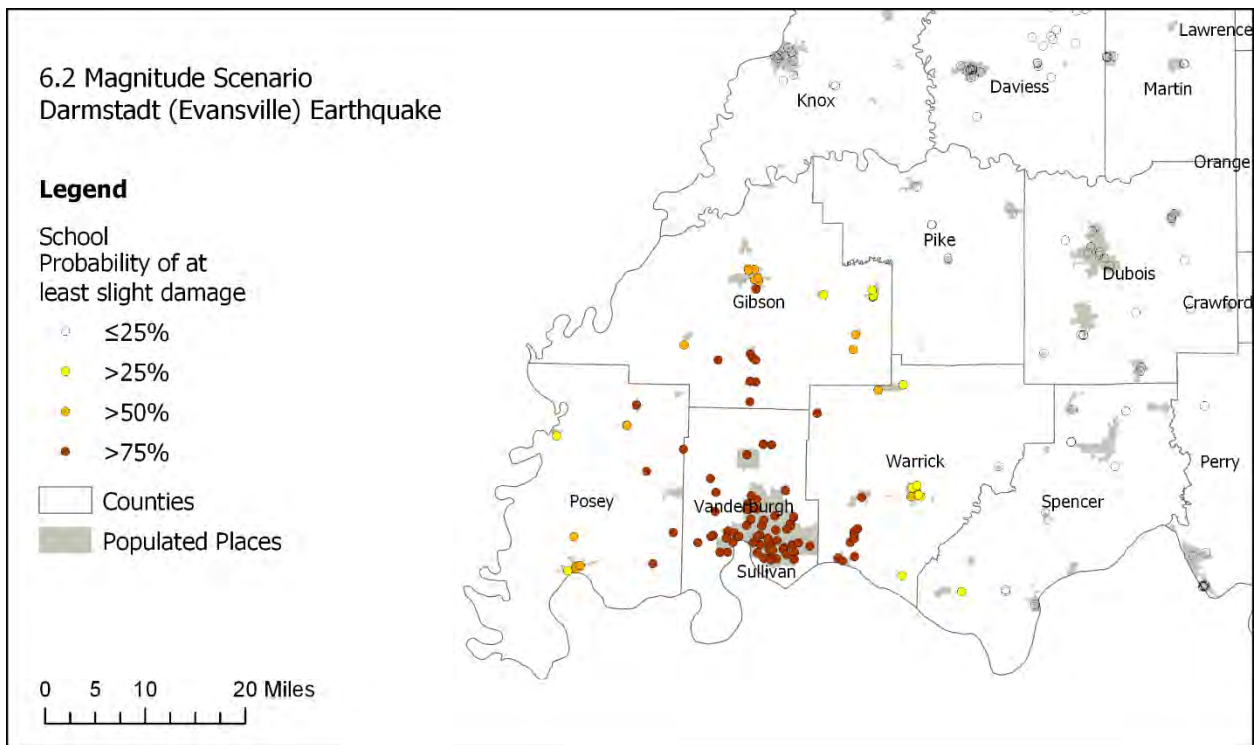 6.2 Magnitude Scenario
Darmstadt (Evansville) Earthquake
Legend
School
Probability of at
least slight damage
≤25%
>25%
>50%
>75%
Counties
Populated Places
0 5 10 20 Miles
Lawrence
Knox
Daviess
Martin
Orange
Pike
Dubois
Gibson
Crawford
Warrick
Perry
Posey
Vanderburgh
Spencer
Sullivan